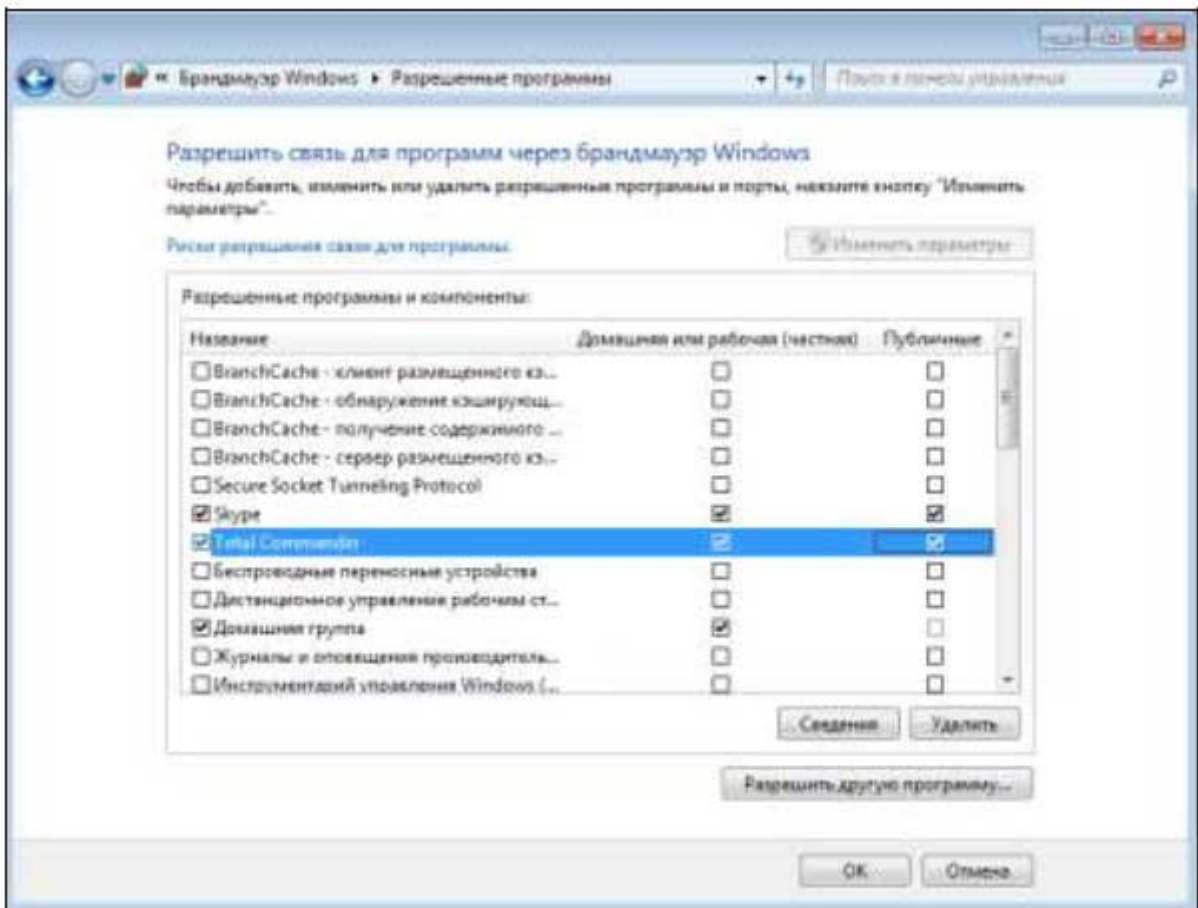 « Брандмауэр Windows ▸ Разрешенные программы
Поиск в панели управления
Разрешить связь для программ через брандмауэр Windows
Чтобы добавить, изменить или удалить разрешенные программы и порты, нажмите кнопку "Изменить
параметры".
Риски разрешения связи для программы.
Изменить параметры
Разрешенные программы и компоненты:
Название Домашняя или рабочая (частная) Публичные
BranchCache - клиент размещенного кэ...
BranchCache - обнаружение кэширующ...
BranchCache - получение содержимого ...
BranchCache - сервер размещенного кэ...
Secure Socket Tunneling Protocol
Skype
Total Commander
Беспроводные переносные устройства
Дистанционное управление рабочим ст...
Домашняя группа
Журналы и оповещения производитель...
Инструментарий управления Windows (...
Сведения Удалить
Разрешить другую программу...
ОК Отмена